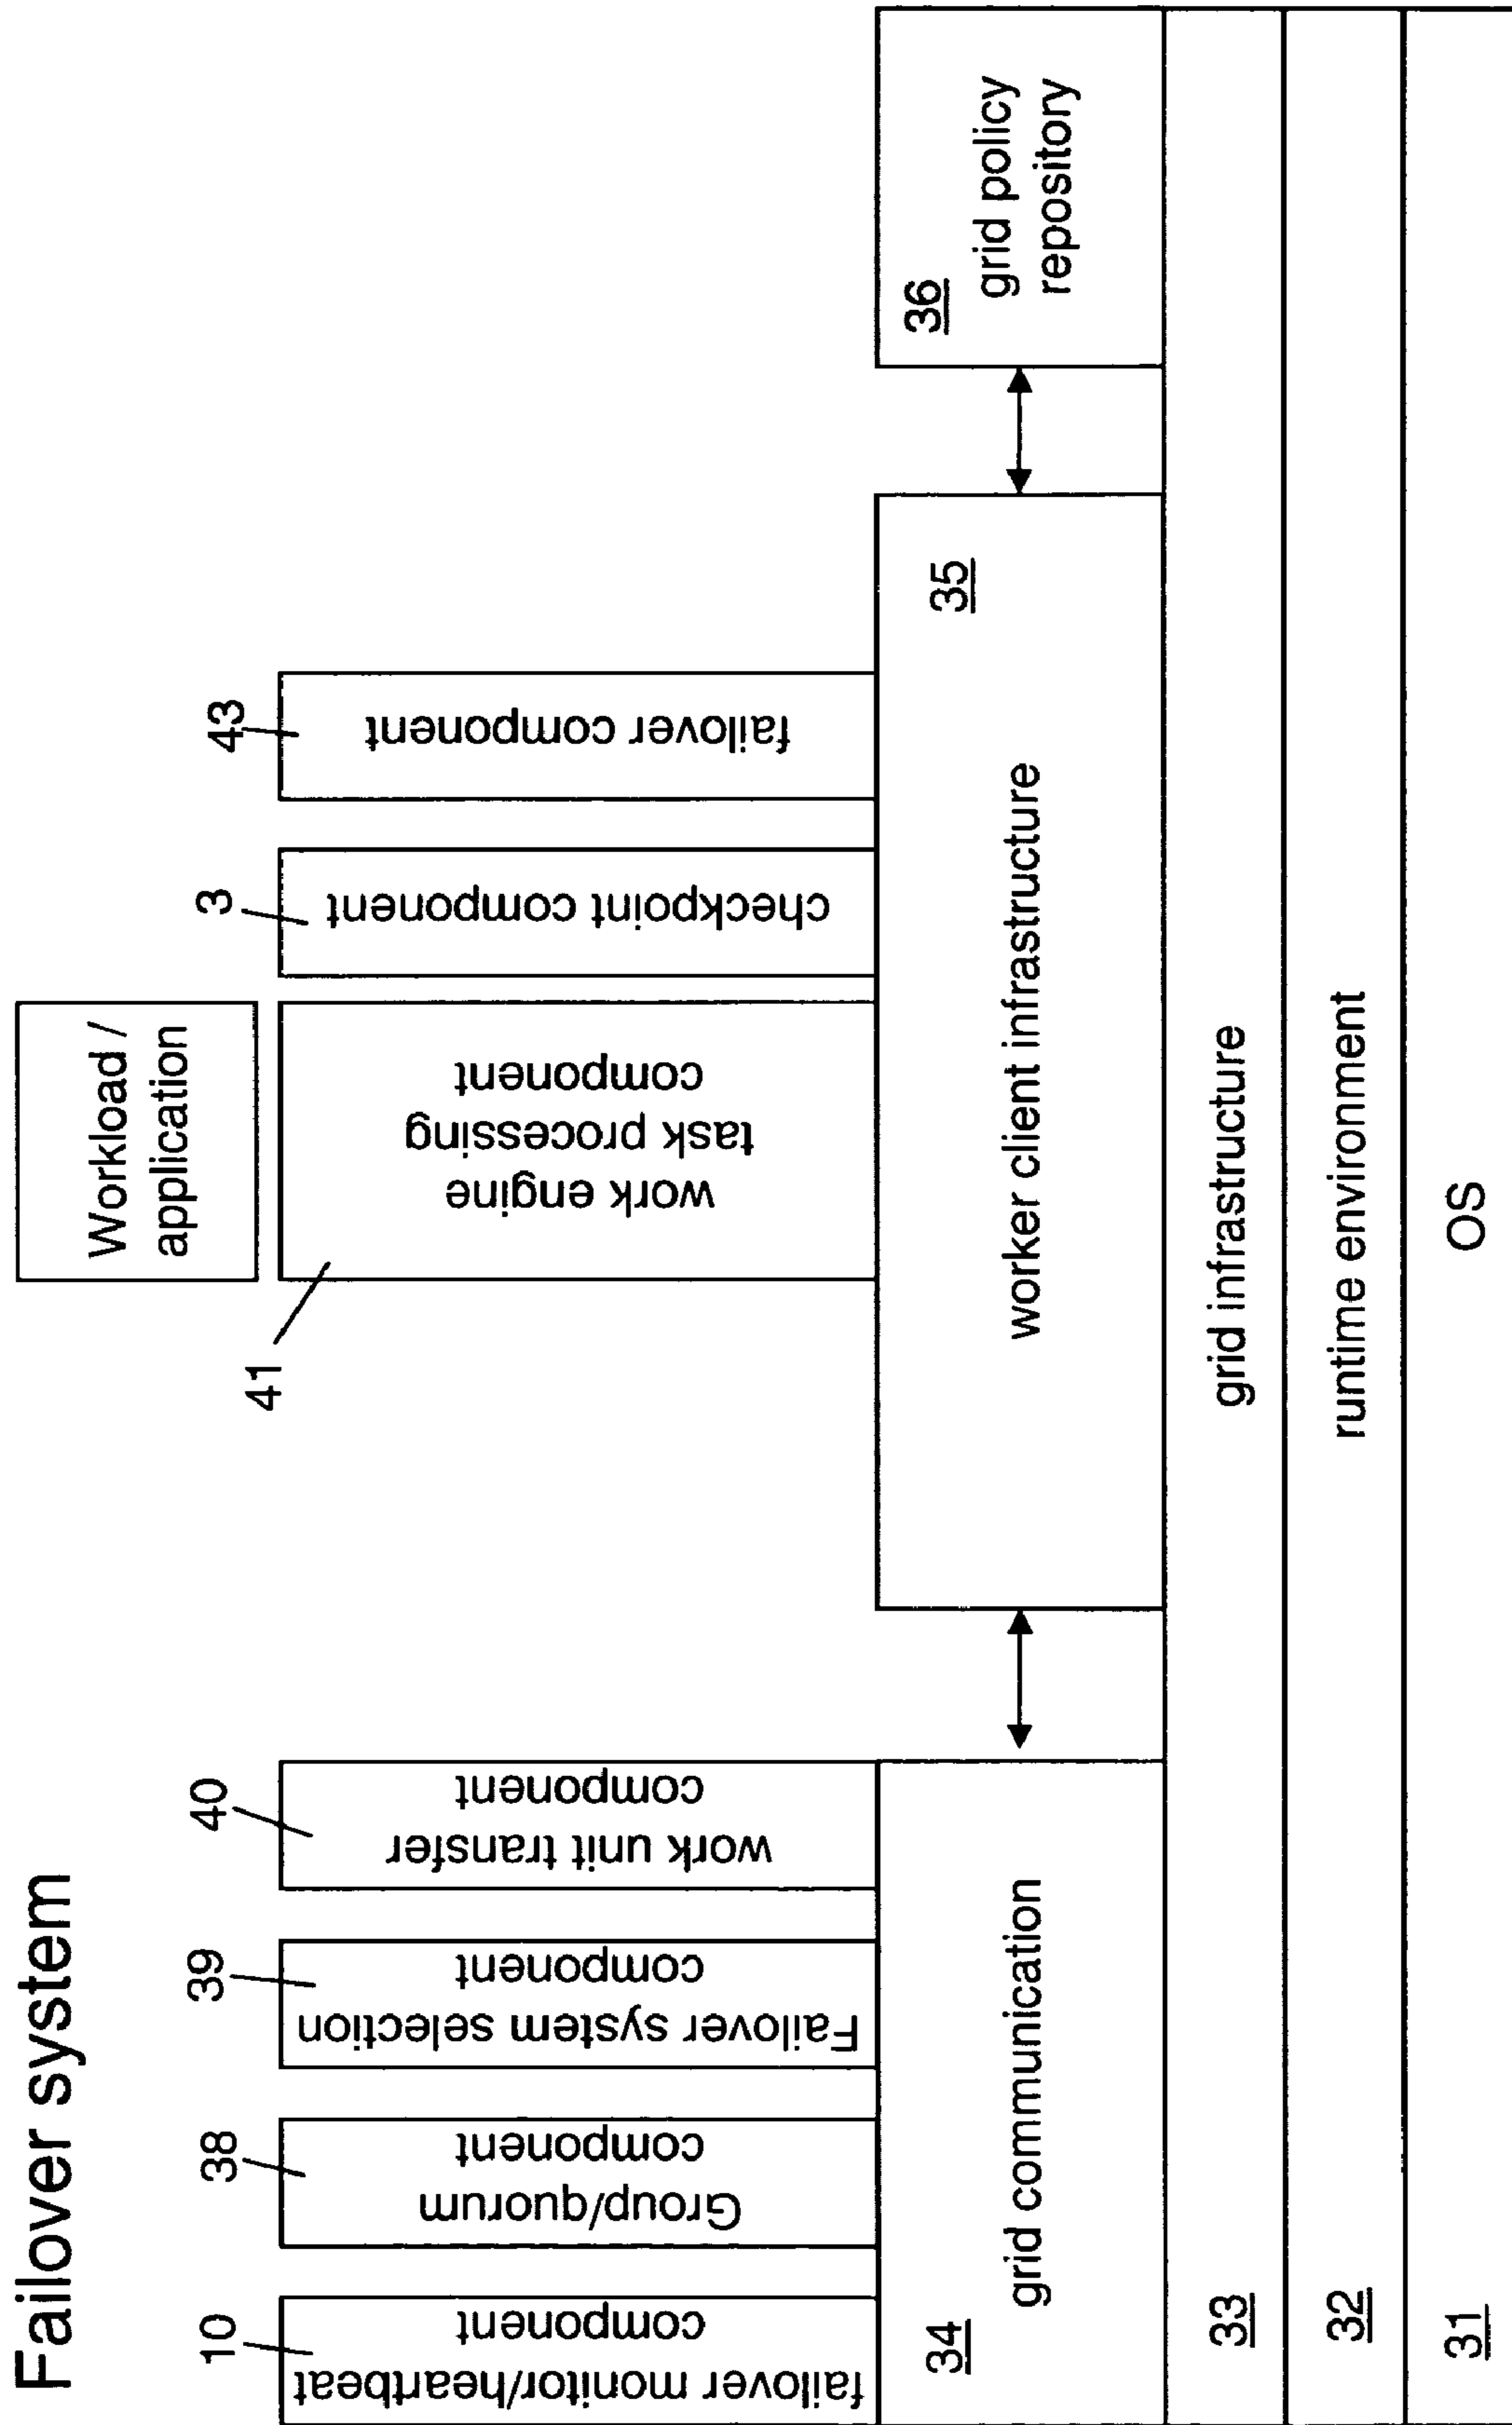 Failover system
10
38
39
40
41
Workload /
application
3
43
failover monitor/heartbeat
component
Group/quorum
component
Failover system selection
component
work unit transfer
component
work engine
task processing
component
checkpoint component
failover component
34
grid communication
worker client infrastructure
35
36
grid policy
repository
33
grid infrastructure
32
runtime environment
31
OS